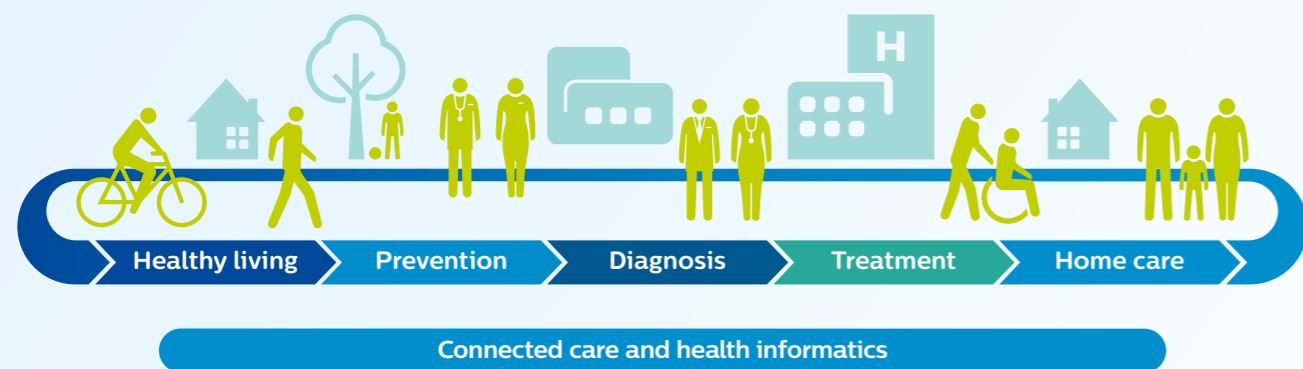 H
Healthy living
Prevention
Diagnosis
Treatment
Home care
Connected care and health informatics